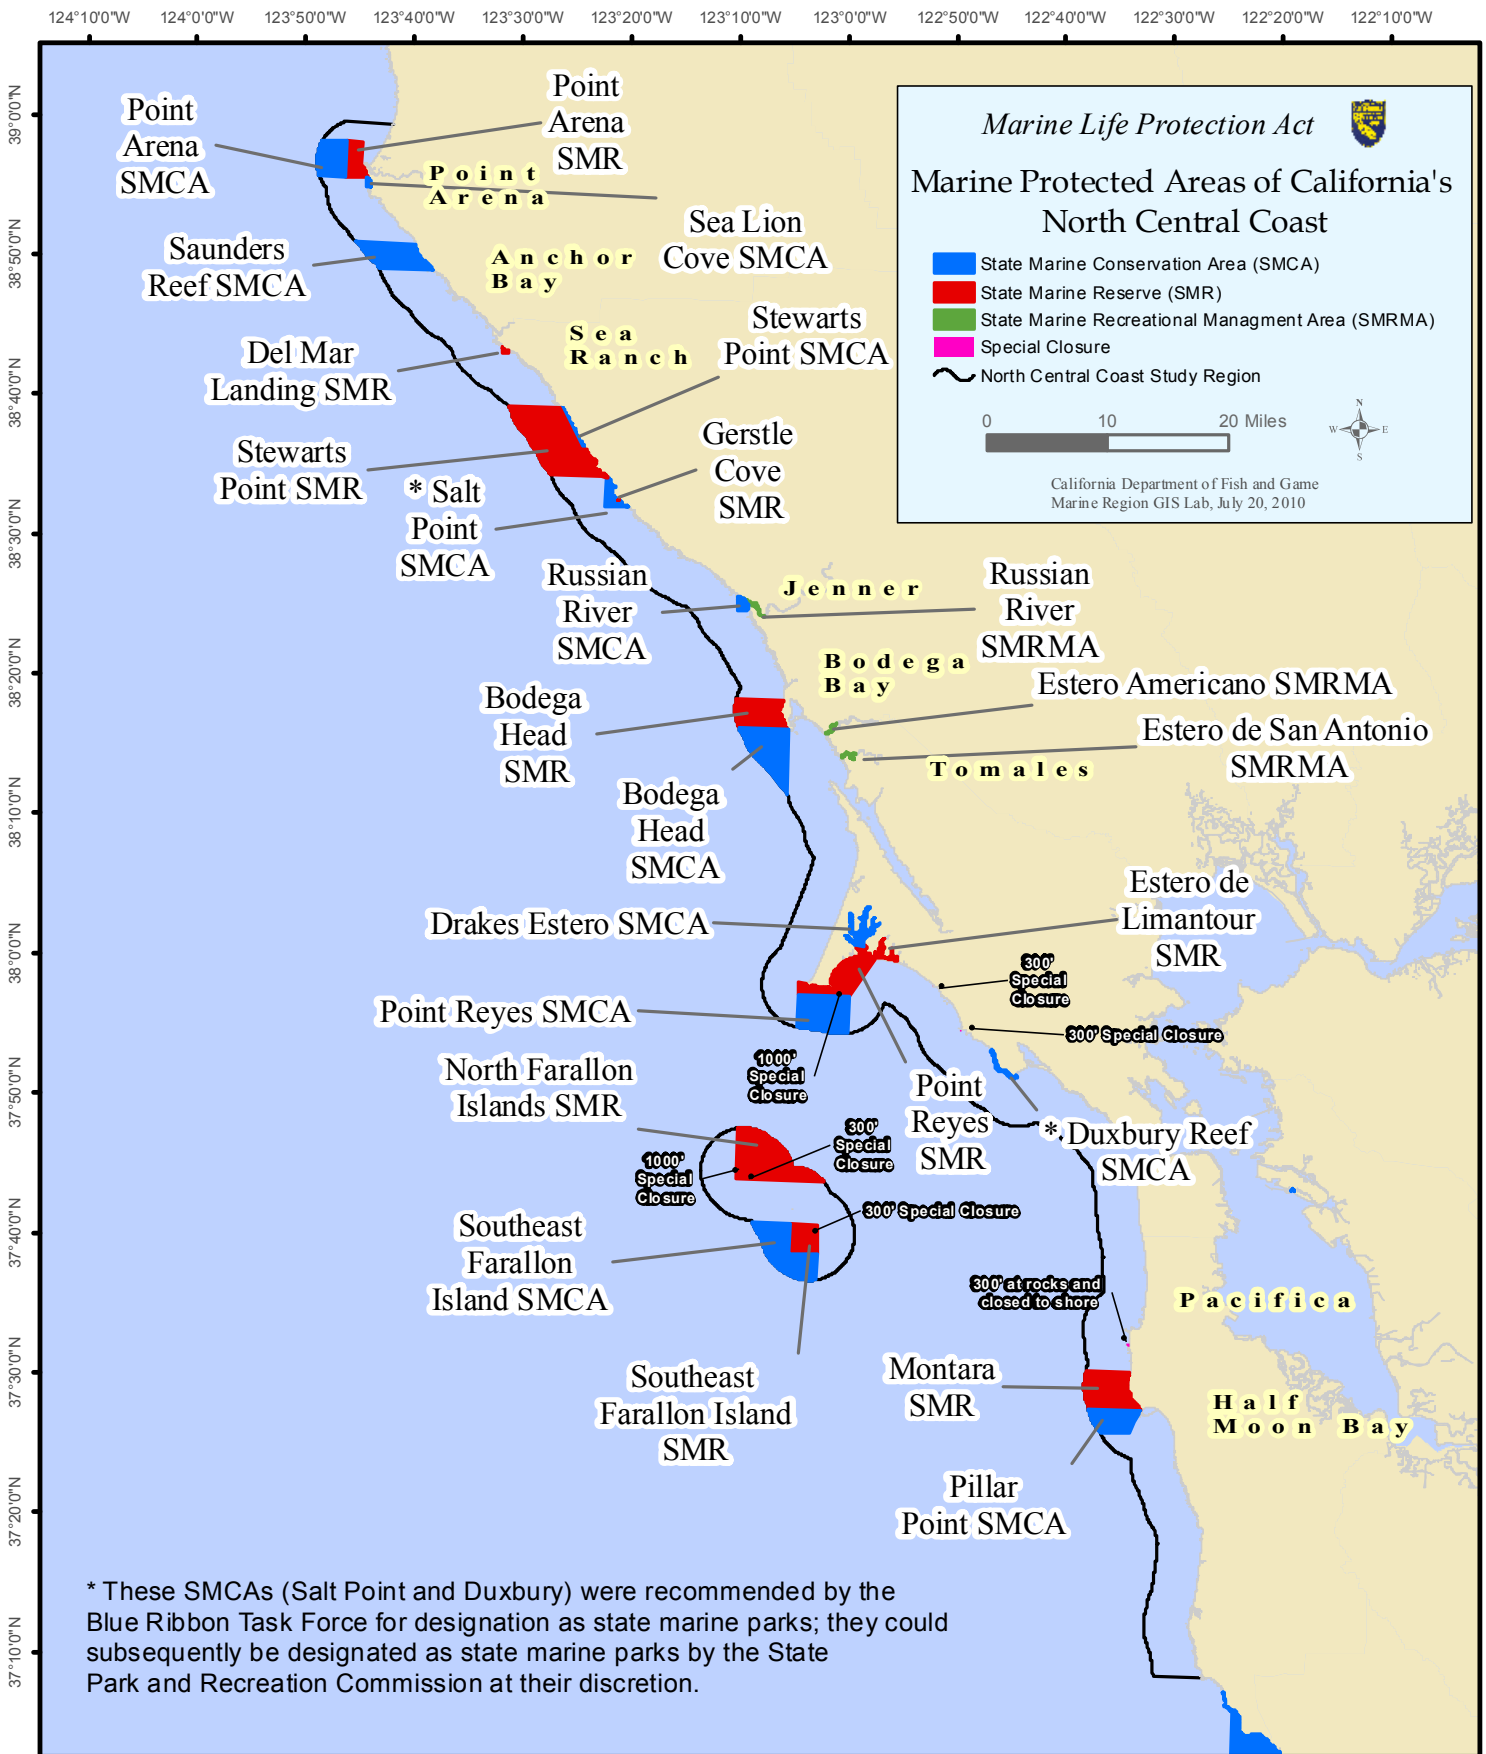 124°0'0"W
124°0'0"W
123°50'0"W
123°40'0"W
123°30'0"W
123°20'0"W
123°10'0"W
123°0'0"W
122°50'0"W
122°40'0"W
122°30'0"W
122°20'0"W
122°10'0"W
39°0'0"N
38°50'0"N
38°40'0"N
38°30'0"N
38°20'0"N
38°10'0"N
38°0'0"N
37°50'0"N
37°40'0"N
37°30'0"N
37°20'0"N
37°10'0"N
Marine Life Protection Act
Marine Protected Areas of California's
North Central Coast
State Marine Conservation Area (SMCA)
State Marine Reserve (SMR)
State Marine Recreational Managment Area (SMRMA)
Special Closure
North Central Coast Study Region
0 10 20 Miles
N
W
E
S
California Department of Fish and Game
Marine Region GIS Lab, July 20, 2010
Point
Arena
SMCA
Point
Arena
SMR
Point
Arena
Sea Lion
Cove SMCA
Saunders
Reef SMCA
Anchor
Bay
Sea
Ranch
Stewarts
Point SMCA
Del Mar
Landing SMR
Stewarts
Point SMR
Gerstle
Cove
SMR
* Salt
Point
SMCA
Russian
River
SMCA
Jenner
Russian
River
SMRMA
Bodega
Bay
Estero Americano SMRMA
Bodega
Head
SMR
Estero de San Antonio
SMRMA
Tomales
Bodega
Head
SMCA
Drakes Estero SMCA
Estero de
Limantour
SMR
300'
Special
Closure
Point Reyes SMCA
300' Special Closure
1000'
Special
Closure
North Farallon
Islands SMR
Point
Reyes
SMR
* Duxbury Reef
SMCA
300'
Special
Closure
1000'
Special
Closure
300' Special Closure
Southeast
Farallon
Island SMCA
300' at rocks and
closed to shore
Pacifica
Southeast
Farallon Island
SMR
Montara
SMR
Half
Moon Bay
Pillar
Point SMCA
* These SMCAs (Salt Point and Duxbury) were recommended by the
Blue Ribbon Task Force for designation as state marine parks; they could
subsequently be designated as state marine parks by the State
Park and Recreation Commission at their discretion.